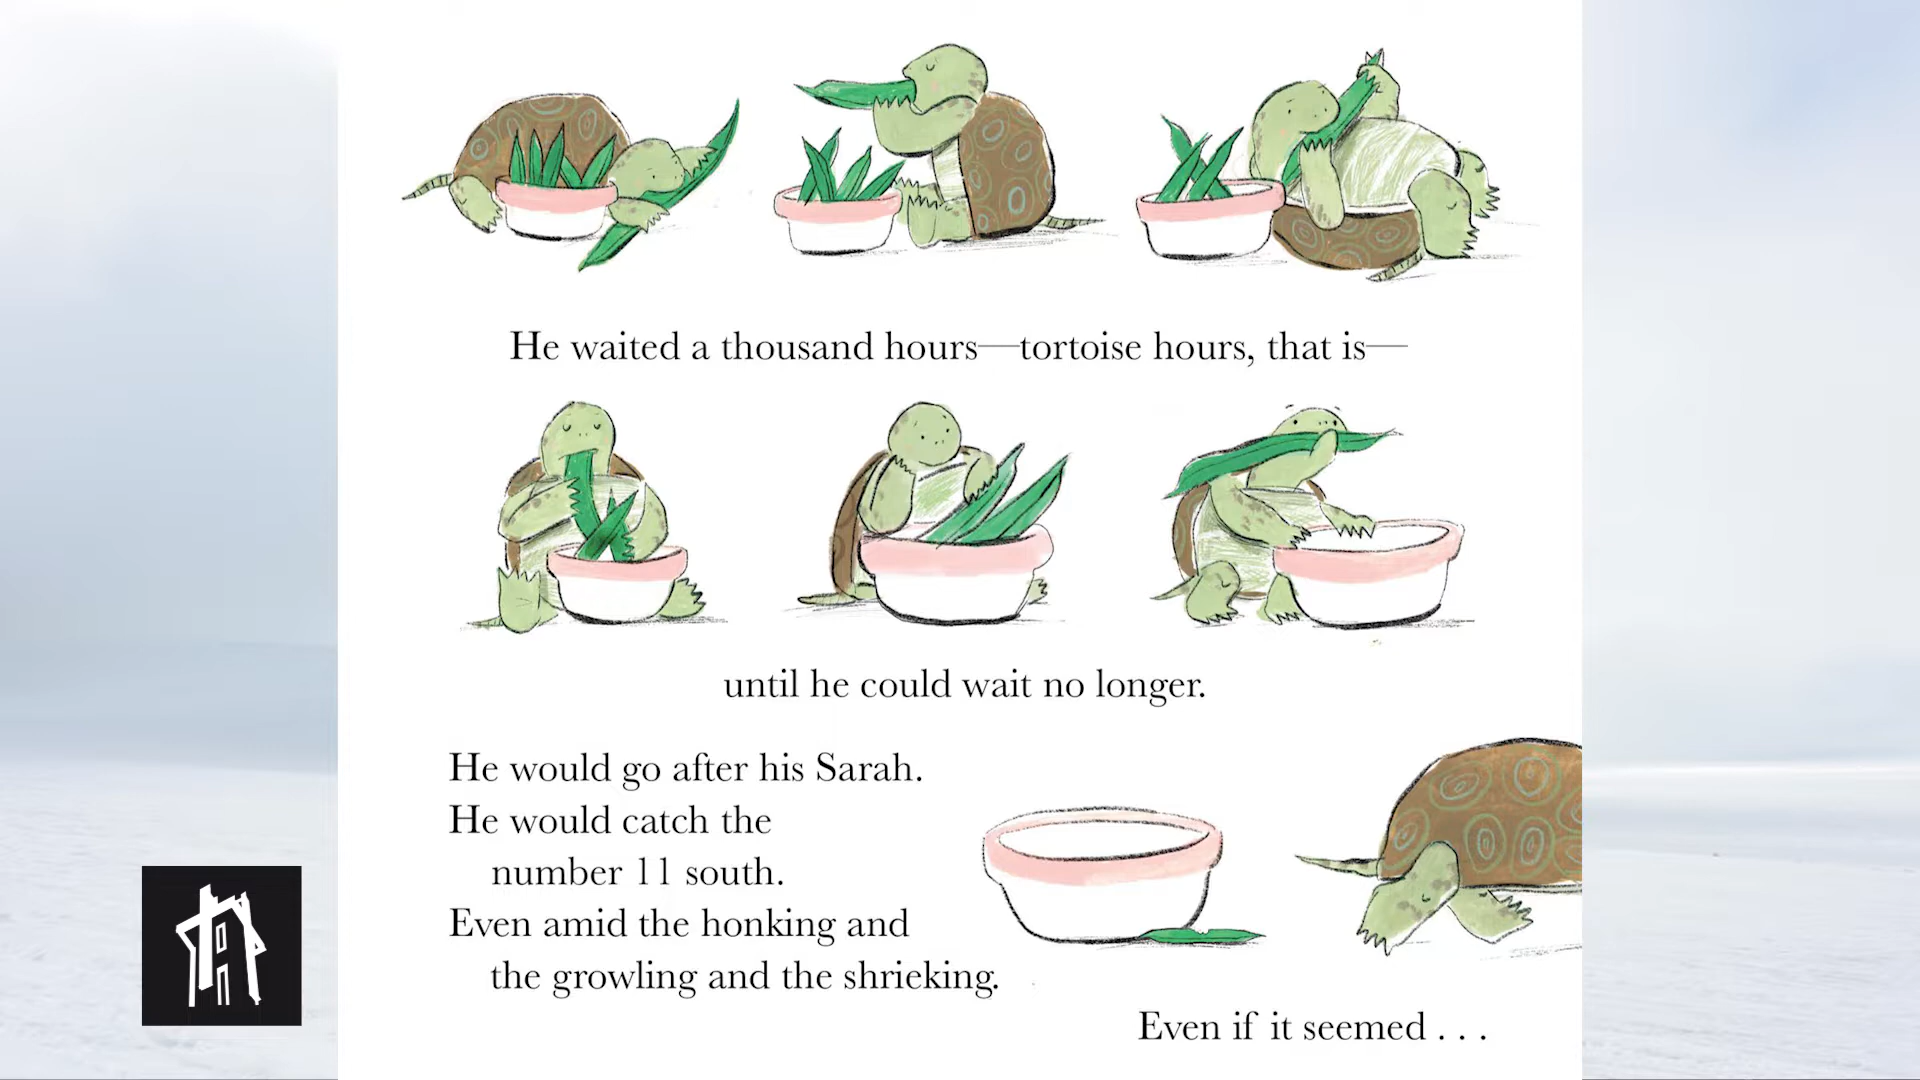 He waited a thousand hours—tortoise hours, that is—
until he could wait no longer.
He would go after his Sarah.
He would catch the
number 11 south.
Even amid the honking and
the growling and the shrieking.
Even if it seemed . . .